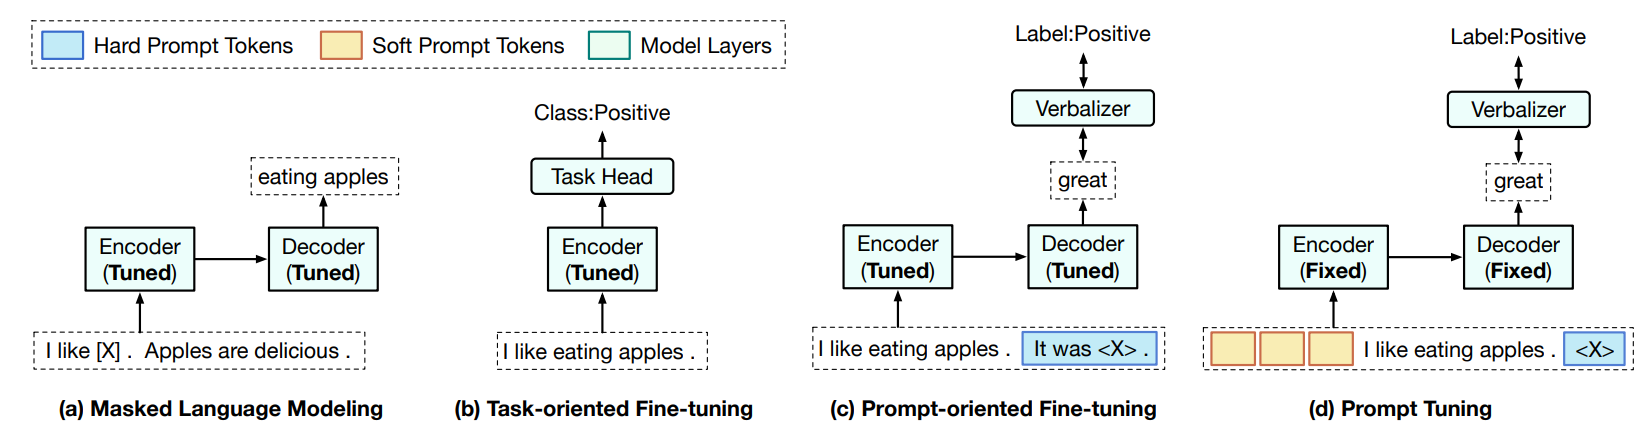 Hard Prompt Tokens
Soft Prompt Tokens
Model Layers
eating apples
Encoder
(Tuned)
Decoder
(Tuned)
I like [X] . Apples are delicious .
(a) Masked Language Modeling
Class:Positive
Task Head
Encoder
(Tuned)
I like eating apples .
(b) Task-oriented Fine-tuning
Label:Positive
Verbalizer
great
Encoder
(Tuned)
Decoder
(Tuned)
I like eating apples . It was <X> .
(c) Prompt-oriented Fine-tuning
Label:Positive
Verbalizer
great
Encoder
(Fixed)
Decoder
(Fixed)
I like eating apples . <X>
(d) Prompt Tuning